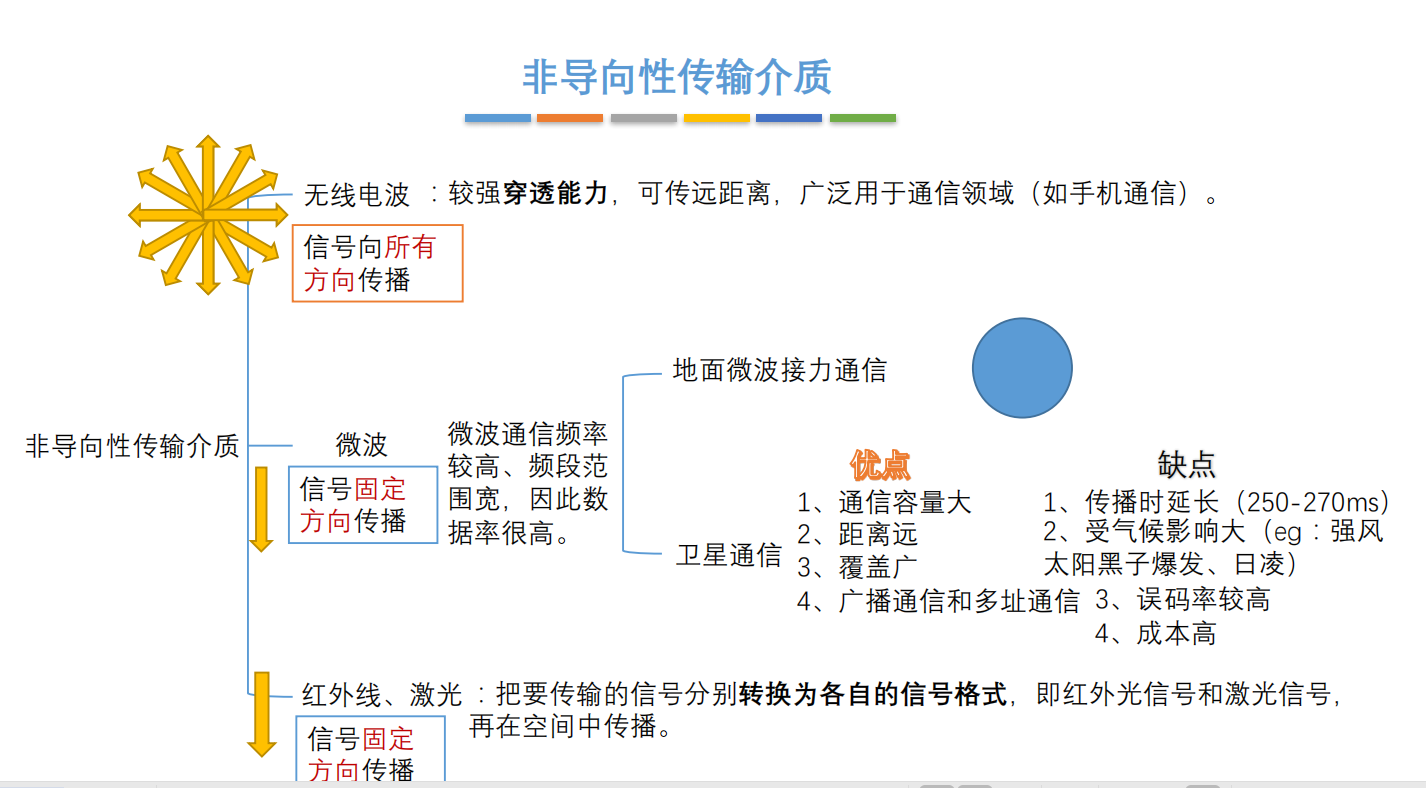 非导向性传输介质
无线电波：较强穿透能力，可传远距离，广泛用于通信领域（如手机通信）。
信号向所有
方向传播
非导向性传输介质
微波
信号固定
方向传播
微波通信频率
较高、频段范
围宽，因此数
据率很高。
地面微波接力通信
卫星通信
优点
1、通信容量大
2、距离远
3、覆盖广
4、广播通信和多址通信
缺点
1、传播时延长（250-270ms）
2、受气候影响大（eg：强风
太阳黑子爆发、日凌）
3、误码率较高
4、成本高
红外线、激光：把要传输的信号分别转换为各自的信号格式，即红外光信号和激光信号，
再在空间中传播。
信号固定
方向传播